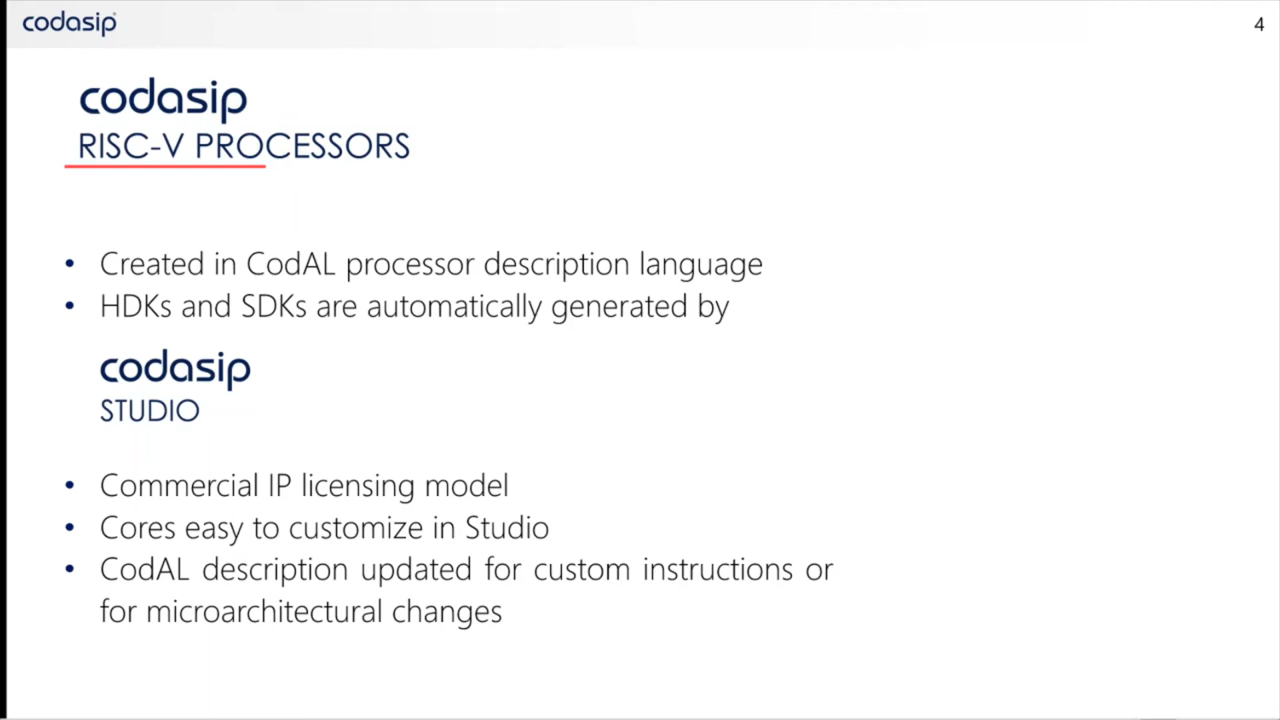 codasip
4
codasip
RISC-V PROCESSORS
• Created in CodAL processor description language
• HDKs and SDKs are automatically generated by
codasip
STUDIO
• Commercial IP licensing model
• Cores easy to customize in Studio
• CodAL description updated for custom instructions or
for microarchitectural changes